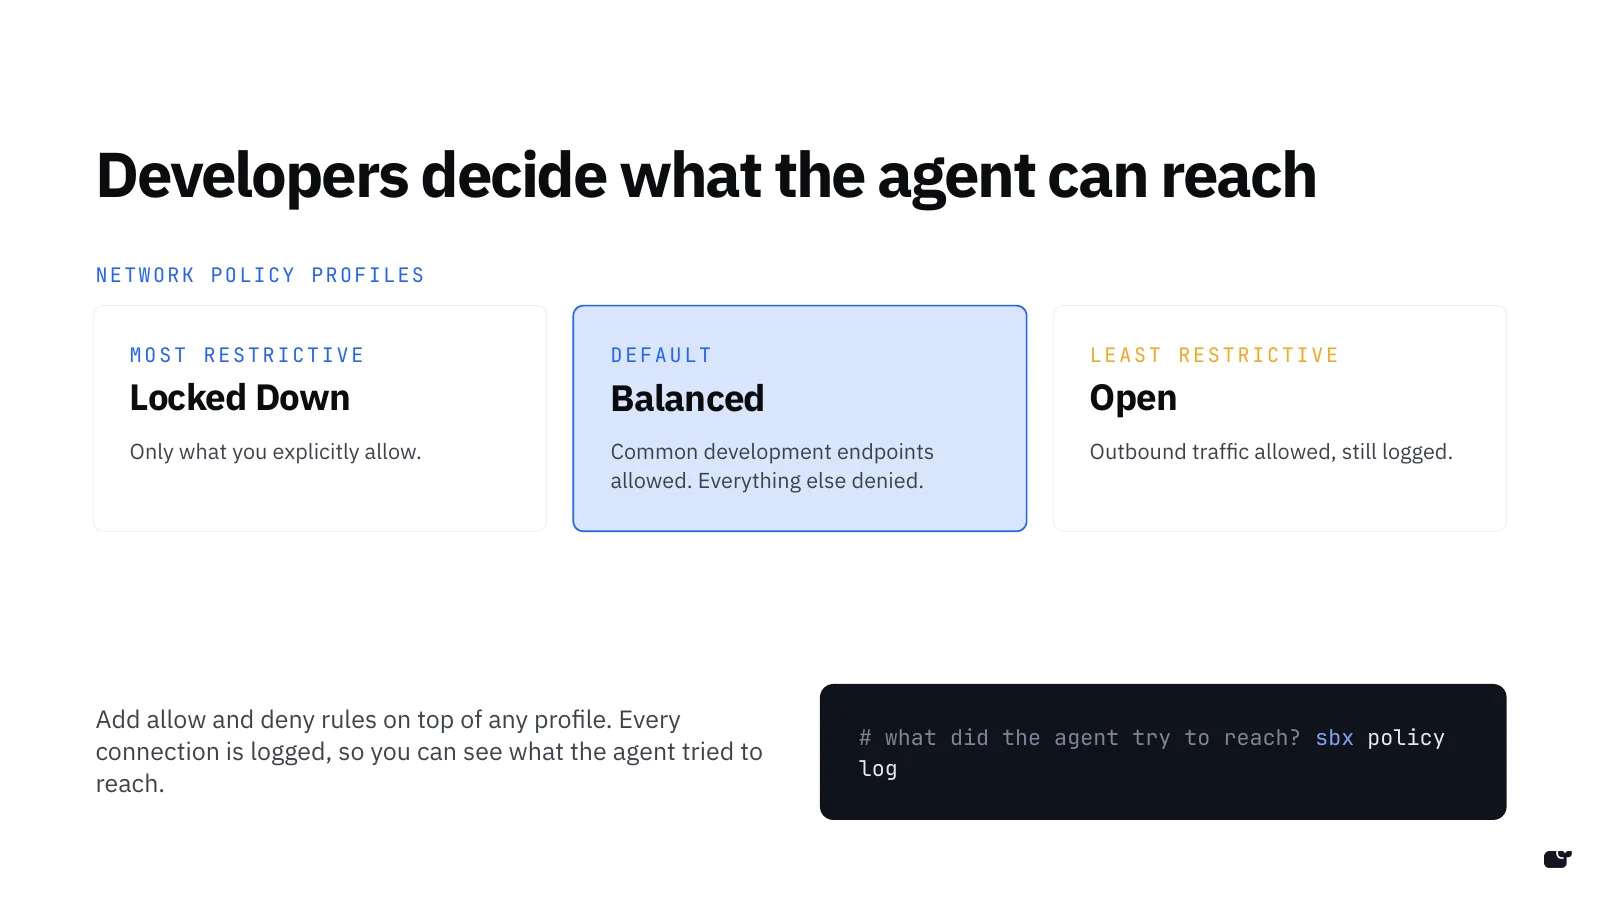 Developers decide what the agent can reach
NETWORK POLICY PROFILES
MOST RESTRICTIVE
Locked Down
Only what you explicitly allow.
DEFAULT
Balanced
Common development endpoints
allowed. Everything else denied.
LEAST RESTRICTIVE
Open
Outbound traffic allowed, still logged.
Add allow and deny rules on top of any profile. Every
connection is logged, so you can see what the agent tried to
reach.
# what did the agent try to reach? sbx policy
log